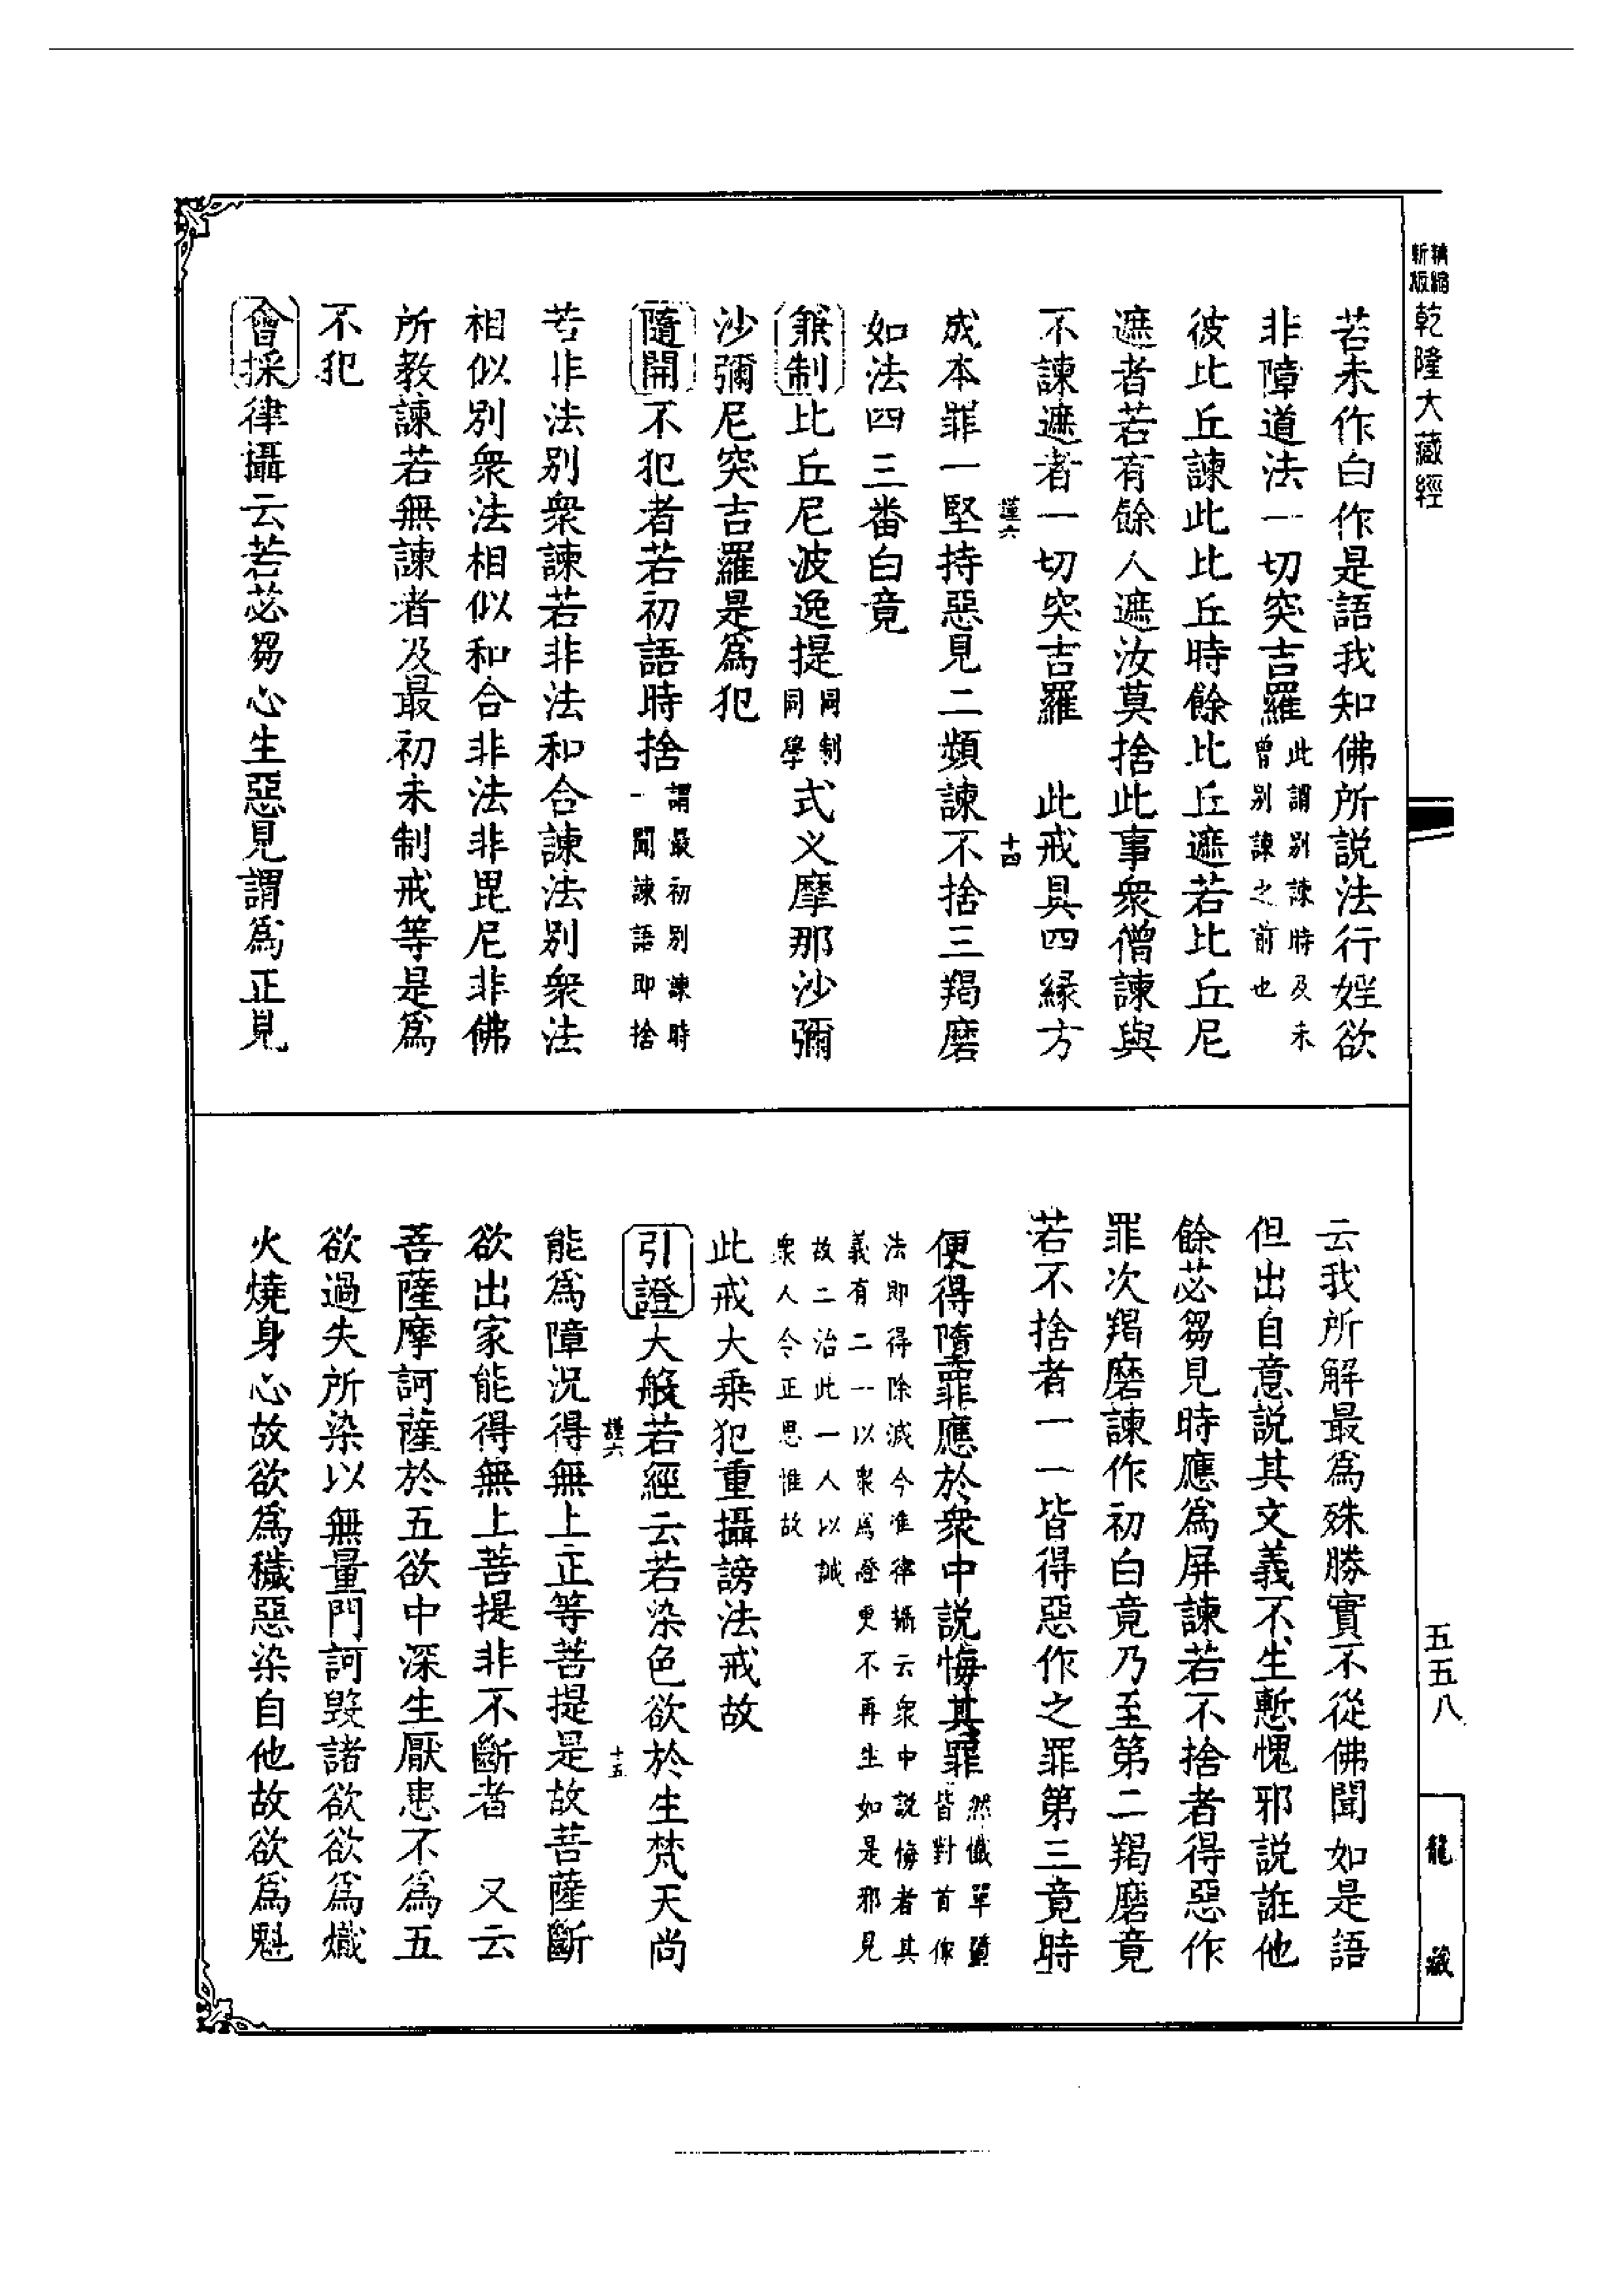 精縮
新版
乾隆大藏經
若未作白作是語我知佛所説法行婬欲
非障道法一切突吉羅此謂別諫時及未
曾別諫之前也
彼比丘諫此比丘時餘比丘遮若比丘尼
遮者若有餘人遮汝莫捨此事衆僧諫與
不諫遮者一切突吉羅　此戒具四緣方
謹六
十四
成本罪一堅持惡見二頻諫不捨三羯磨
如法四三番白竟
兼制比丘尼波逸提同制
同學式义摩那沙彌
沙彌尼突吉羅是爲犯
隨開不犯者若初語時捨謂最初別諫時
一聞諫語即捨
若非法別衆諫若非法和合諫法別衆法
相似別衆法相似和合非法非毘尼非佛
所教諫若無諫者及最初未制戒等是爲
不犯
會採律攝云若苾芻心生惡見謂爲正見
五五八
龍藏
云我所解最爲殊勝實不從佛聞如是語
但出自意説其文義不生慙愧邪説誑他
餘苾芻見時應爲屏諫若不捨者得惡作
罪次羯磨諫作初白竟乃至第二羯磨竟
若不捨者一一皆得惡作之罪第三竟時
便得墮罪應於衆中説悔其罪然懺單墮
皆對首作
法即得除滅今准律攝云衆中説悔者其
義有二一以衆爲證更不再生如是邪見
故二治此一人以誡
衆人令正思惟故
此戒大乘犯重攝謗法戒故
引證大般若經云若染色欲於生梵天尚
謹六
十五
能爲障況得無上正等菩提是故菩薩斷
欲出家能得無上菩提非不斷者　又云
菩薩摩訶薩於五欲中深生厭患不爲五
欲過失所染以無量門訶毀諸欲欲爲熾
火燒身心故欲爲穢惡染自他故欲爲魁